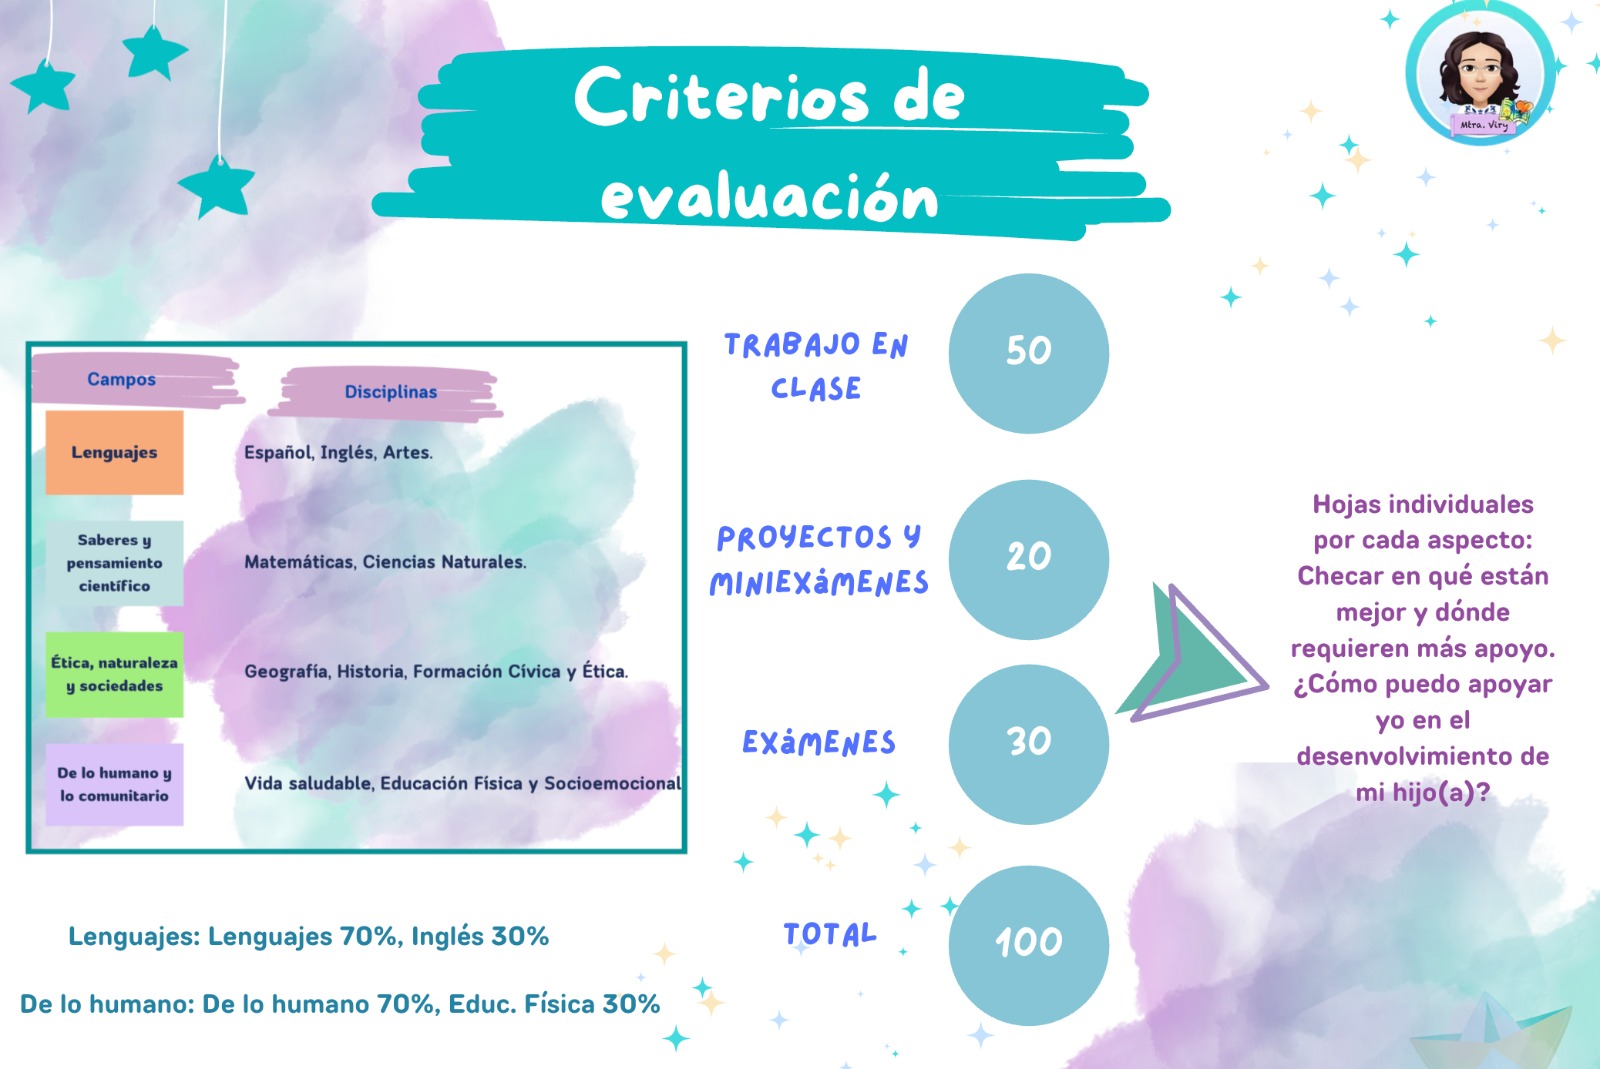 Criterios de
evaluación
Mtra. Viry
Campos
Disciplinas
Lenguajes
Español, Inglés, Artes.
Saberes y
pensamiento
científico
Matemáticas, Ciencias Naturales.
Ética, naturaleza
y sociedades
Geografía, Historia, Formación Cívica y Ética.
De lo humano y
lo comunitario
Vida saludable, Educación Física y Socioemocional
Lenguajes: Lenguajes 70%, Inglés 30%
De lo humano: De lo humano 70%, Educ. Física 30%
TRABAJO EN
CLASE
50
PROYECTOS Y
MINIEXáMENES
20
EXáMENES
30
TOTAL
100
Hojas individuales
por cada aspecto:
Checar en qué están
mejor y dónde
requieren más apoyo.
¿Cómo puedo apoyar
yo en el
desenvolvimiento de
mi hijo(a)?